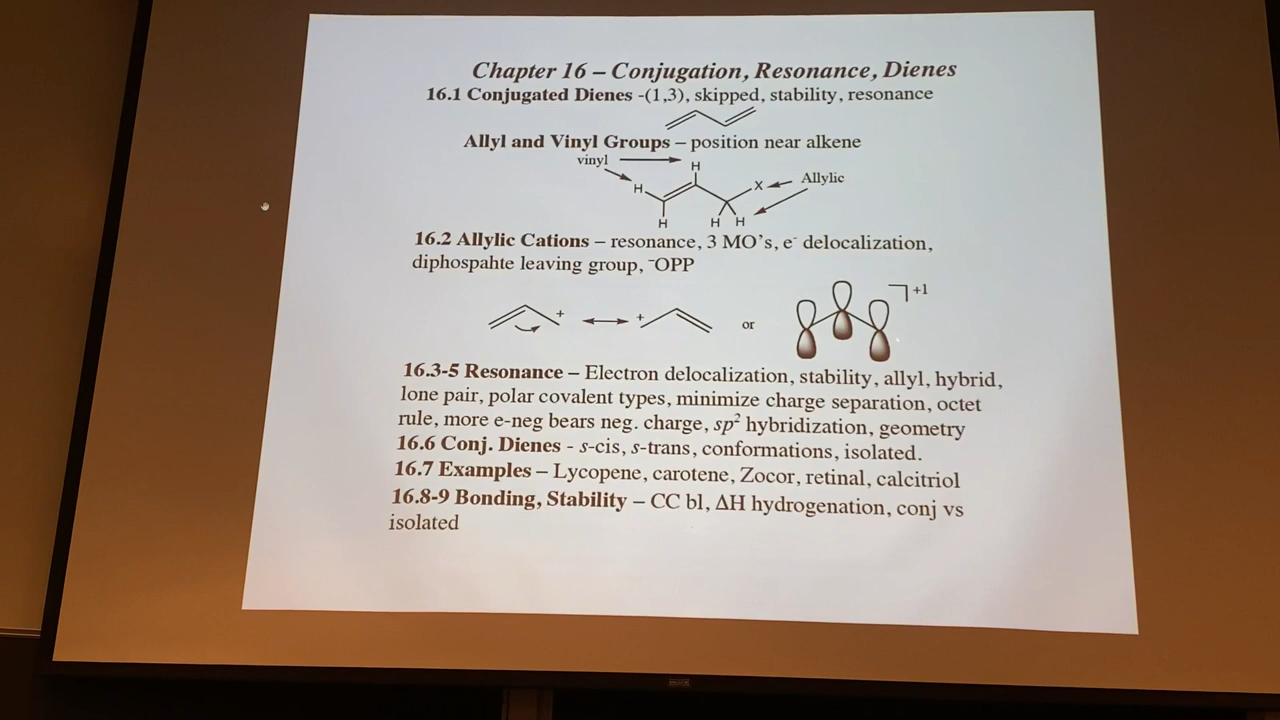 Chapter 16 – Conjugation, Resonance, Dienes
16.1 Conjugated Dienes -(1,3), skipped, stability, resonance
Allyl and Vinyl Groups – position near alkene
vinyl
H
H
X
Allylic
H
H H
16.2 Allylic Cations – resonance, 3 MO's, e⁻ delocalization,
diphospahte leaving group, ⁻OPP
+1
+
+
or
16.3-5 Resonance – Electron delocalization, stability, allyl, hybrid,
lone pair, polar covalent types, minimize charge separation, octet
rule, more e-neg bears neg. charge, sp² hybridization, geometry
16.6 Conj. Dienes - s-cis, s-trans, conformations, isolated.
16.7 Examples – Lycopene, carotene, Zocor, retinal, calcitriol
16.8-9 Bonding, Stability – CC bl, ΔH hydrogenation, conj vs
isolated